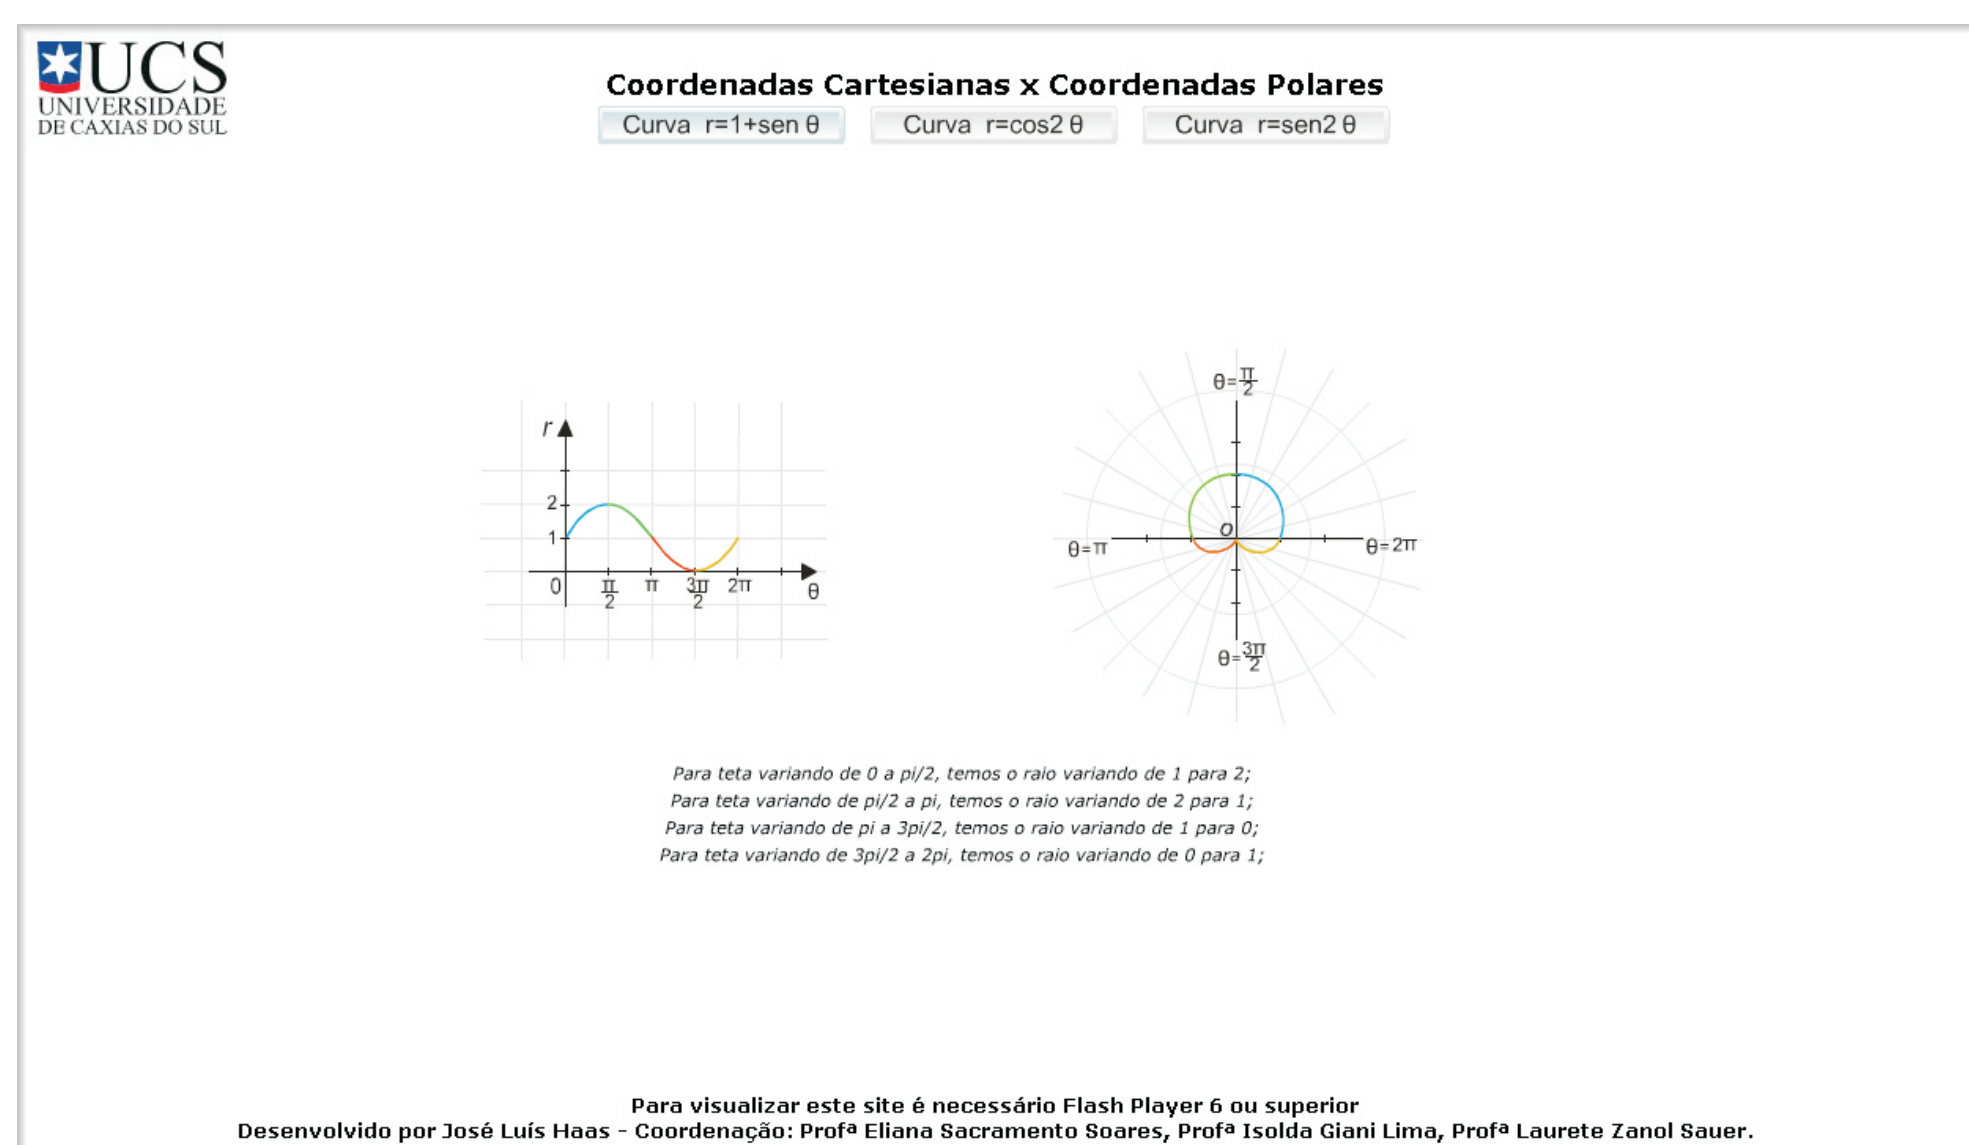 UCS
UNIVERSIDADE
DE CAXIAS DO SUL
Coordenadas Cartesianas x Coordenadas Polares
Curva r=1+sen θ
Curva r=cos2 θ
Curva r=sen2 θ
r
2
1
0
π/2
π
3π/2
2π
θ
θ=π/2
O
θ=π
θ=2π
θ=3π/2
Para teta variando de 0 a pi/2, temos o raio variando de 1 para 2;
Para teta variando de pi/2 a pi, temos o raio variando de 2 para 1;
Para teta variando de pi a 3pi/2, temos o raio variando de 1 para 0;
Para teta variando de 3pi/2 a 2pi, temos o raio variando de 0 para 1;
Para visualizar este site é necessário Flash Player 6 ou superior
Desenvolvido por José Luís Haas - Coordenação: Profª Eliana Sacramento Soares, Profª Isolda Giani Lima, Profª Laurete Zanol Sauer.